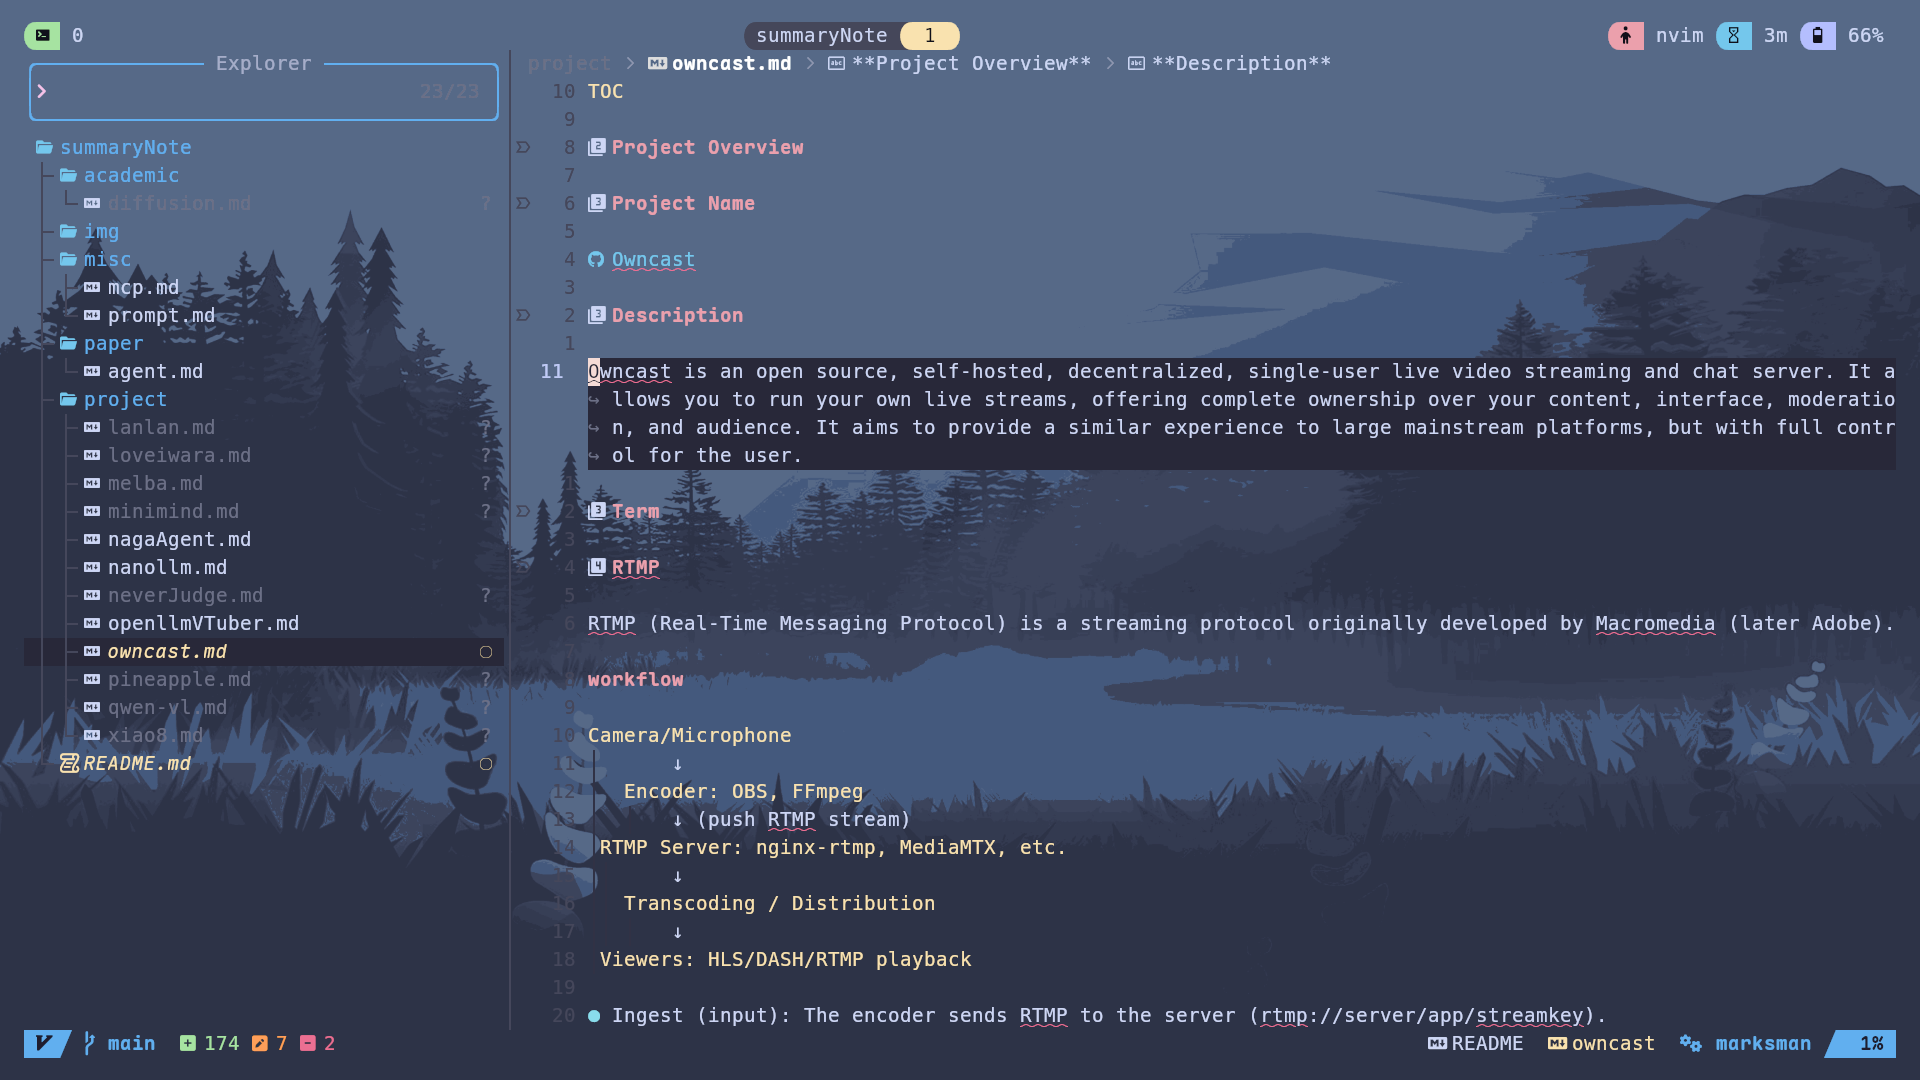 0
summaryNote 1
nvim 3m 66%
Explorer
23/23
summaryNote
academic
diffusion.md ?
img
misc
mcp.md
prompt.md
paper
agent.md
project
lanlan.md ?
loveiwara.md ?
melba.md ?
minimind.md ?
nagaAgent.md
nanollm.md
neverJudge.md ?
openllmVTuber.md
owncast.md
pineapple.md ?
qwen-vl.md ?
xiao8.md ?
README.md
project > owncast.md > **Project Overview** > **Description**
10 TOC
9
8 Project Overview
7
6 Project Name
5
4 Owncast
3
2 Description
1
11 Owncast is an open source, self-hosted, decentralized, single-user live video streaming and chat server. It a
llows you to run your own live streams, offering complete ownership over your content, interface, moderatio
n, and audience. It aims to provide a similar experience to large mainstream platforms, but with full contr
ol for the user.
1
2 Term
3
4 RTMP
5
6 RTMP (Real-Time Messaging Protocol) is a streaming protocol originally developed by Macromedia (later Adobe).
7
8 workflow
9
10 Camera/Microphone
11 ↓
12 Encoder: OBS, FFmpeg
13 ↓ (push RTMP stream)
14 RTMP Server: nginx-rtmp, MediaMTX, etc.
15 ↓
16 Transcoding / Distribution
17 ↓
18 Viewers: HLS/DASH/RTMP playback
19
20 ● Ingest (input): The encoder sends RTMP to the server (rtmp://server/app/streamkey).
main 174 7 2
README owncast marksman 1%